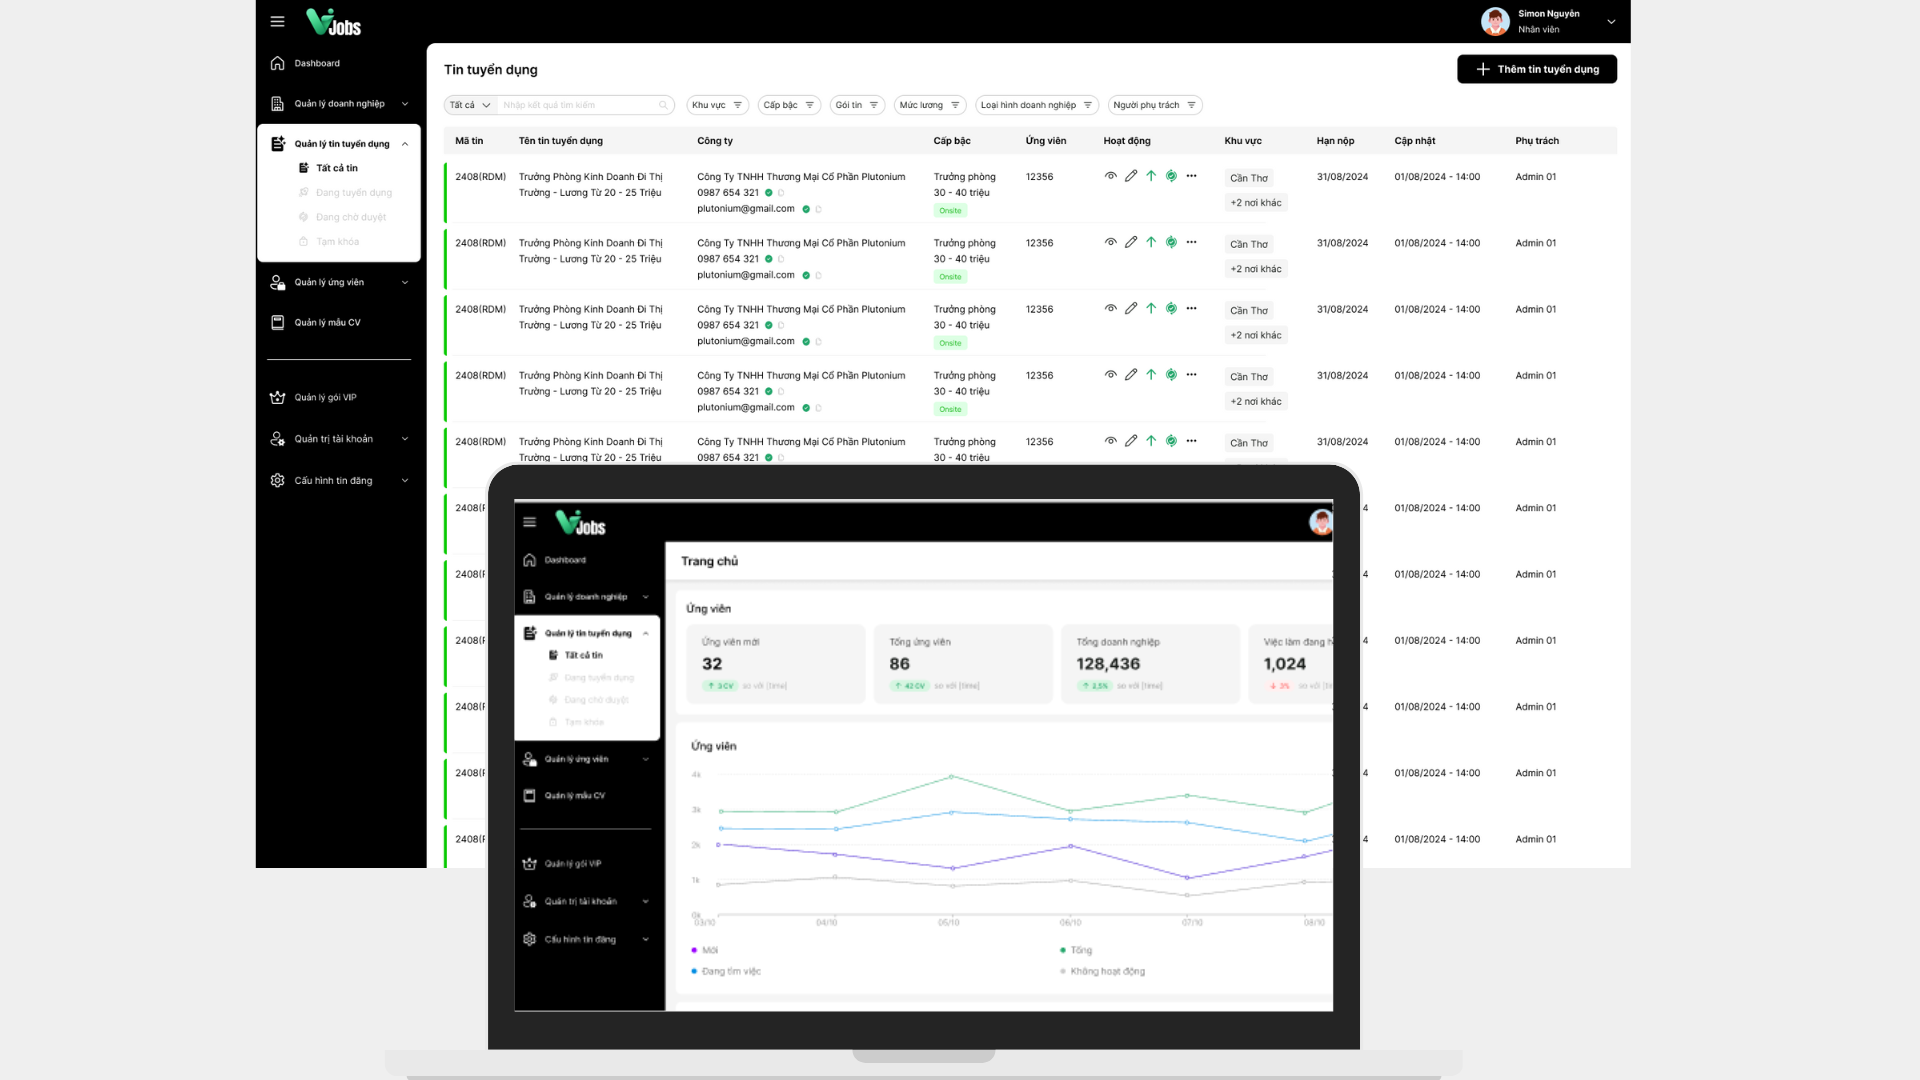 VJobs
Simon Nguyên
Nhân viên
Dashboard
Quản lý doanh nghiệp
Quản lý tin tuyển dụng
Tất cả tin
Đang tuyển dụng
Đang chờ duyệt
Tạm khóa
Quản lý ứng viên
Quản lý mẫu CV
Quản lý gói VIP
Quản trị tài khoản
Cấu hình tin đăng
Tin tuyển dụng
Thêm tin tuyển dụng
Tất cả Nhập kết quả tìm kiếm Khu vực Cấp bậc Gói tin Mức lương Loại hình doanh nghiệp Người phụ trách
Mã tin Tên tin tuyển dụng Công ty Cấp bậc Ứng viên Hoạt động Khu vực Hạn nộp Cập nhật Phụ trách
2408(RDM) Trưởng Phòng Kinh Doanh Đi Thị Công Ty TNHH Thương Mại Cổ Phần Plutonium Trưởng phòng 12356 Cần Thơ 31/08/2024 01/08/2024 - 14:00 Admin 01
Trường - Lương Từ 20 - 25 Triệu 0987 654 321 30 - 40 triệu +2 nơi khác
plutonium@gmail.com Onsite
2408(RDM) Trưởng Phòng Kinh Doanh Đi Thị Công Ty TNHH Thương Mại Cổ Phần Plutonium Trưởng phòng 12356 Cần Thơ 31/08/2024 01/08/2024 - 14:00 Admin 01
Trường - Lương Từ 20 - 25 Triệu 0987 654 321 30 - 40 triệu +2 nơi khác
plutonium@gmail.com Onsite
2408(RDM) Trưởng Phòng Kinh Doanh Đi Thị Công Ty TNHH Thương Mại Cổ Phần Plutonium Trưởng phòng 12356 Cần Thơ 31/08/2024 01/08/2024 - 14:00 Admin 01
Trường - Lương Từ 20 - 25 Triệu 0987 654 321 30 - 40 triệu +2 nơi khác
plutonium@gmail.com Onsite
2408(RDM) Trưởng Phòng Kinh Doanh Đi Thị Công Ty TNHH Thương Mại Cổ Phần Plutonium Trưởng phòng 12356 Cần Thơ 31/08/2024 01/08/2024 - 14:00 Admin 01
Trường - Lương Từ 20 - 25 Triệu 0987 654 321 30 - 40 triệu +2 nơi khác
plutonium@gmail.com Onsite
2408(RDM) Trưởng Phòng Kinh Doanh Đi Thị Công Ty TNHH Thương Mại Cổ Phần Plutonium Trưởng phòng 12356 Cần Thơ 31/08/2024 01/08/2024 - 14:00 Admin 01
Trường - Lương Từ 20 - 25 Triệu 0987 654 321 30 - 40 triệu
2408( 4 01/08/2024 - 14:00 Admin 01
2408( 4 01/08/2024 - 14:00 Admin 01
2408( 4 01/08/2024 - 14:00 Admin 01
2408( 4 01/08/2024 - 14:00 Admin 01
2408( 4 01/08/2024 - 14:00 Admin 01
2408( 4 01/08/2024 - 14:00 Admin 01
VJobs
Dashboard
Quản lý doanh nghiệp
Quản lý tin tuyển dụng
Tất cả tin
Đang tuyển dụng
Đang chờ duyệt
Tạm khóa
Quản lý ứng viên
Quản lý mẫu CV
Quản lý gói VIP
Quản trị tài khoản
Cấu hình tin đăng
Trang chủ
Ứng viên
Ứng viên mới Tổng ứng viên Tổng doanh nghiệp Việc làm đang
32 86 128,436 1,024
3 CV so với [time] 42 CV so với [time] 2,5% so với [time] 3% so với
Ứng viên
4k
3k
2k
1k
0k
03/10 04/10 05/10 06/10 07/10 08/10
Mới Tổng
Đang tìm việc Không hoạt động